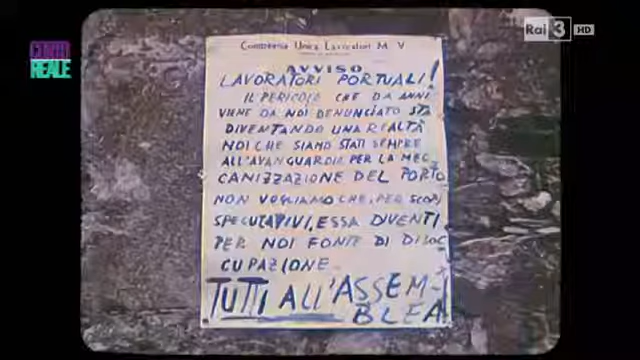 Rai 3 HD
REALE
Compagnia Unica Lavoratori M. V
AVVISO
LAVORATORI PORTUALI!
IL PERICOLO CHE DA ANNI
VIENE DA NOI DENUNCIATO STA
DIVENTANDO UNA REALTÀ
NOI CHE SIAMO STATI SEMPRE
ALL'AVANGUARDIA PER LA MEC
CANIZZAZIONE DEL PORTO
NON VOGLIAMO CHE, PER SCOPI
SPECULATIVI, ESSA DIVENTI
PER NOI FONTE DI DISOC
CUPAZIONE
TUTTI ALL'ASSEM-
BLEA